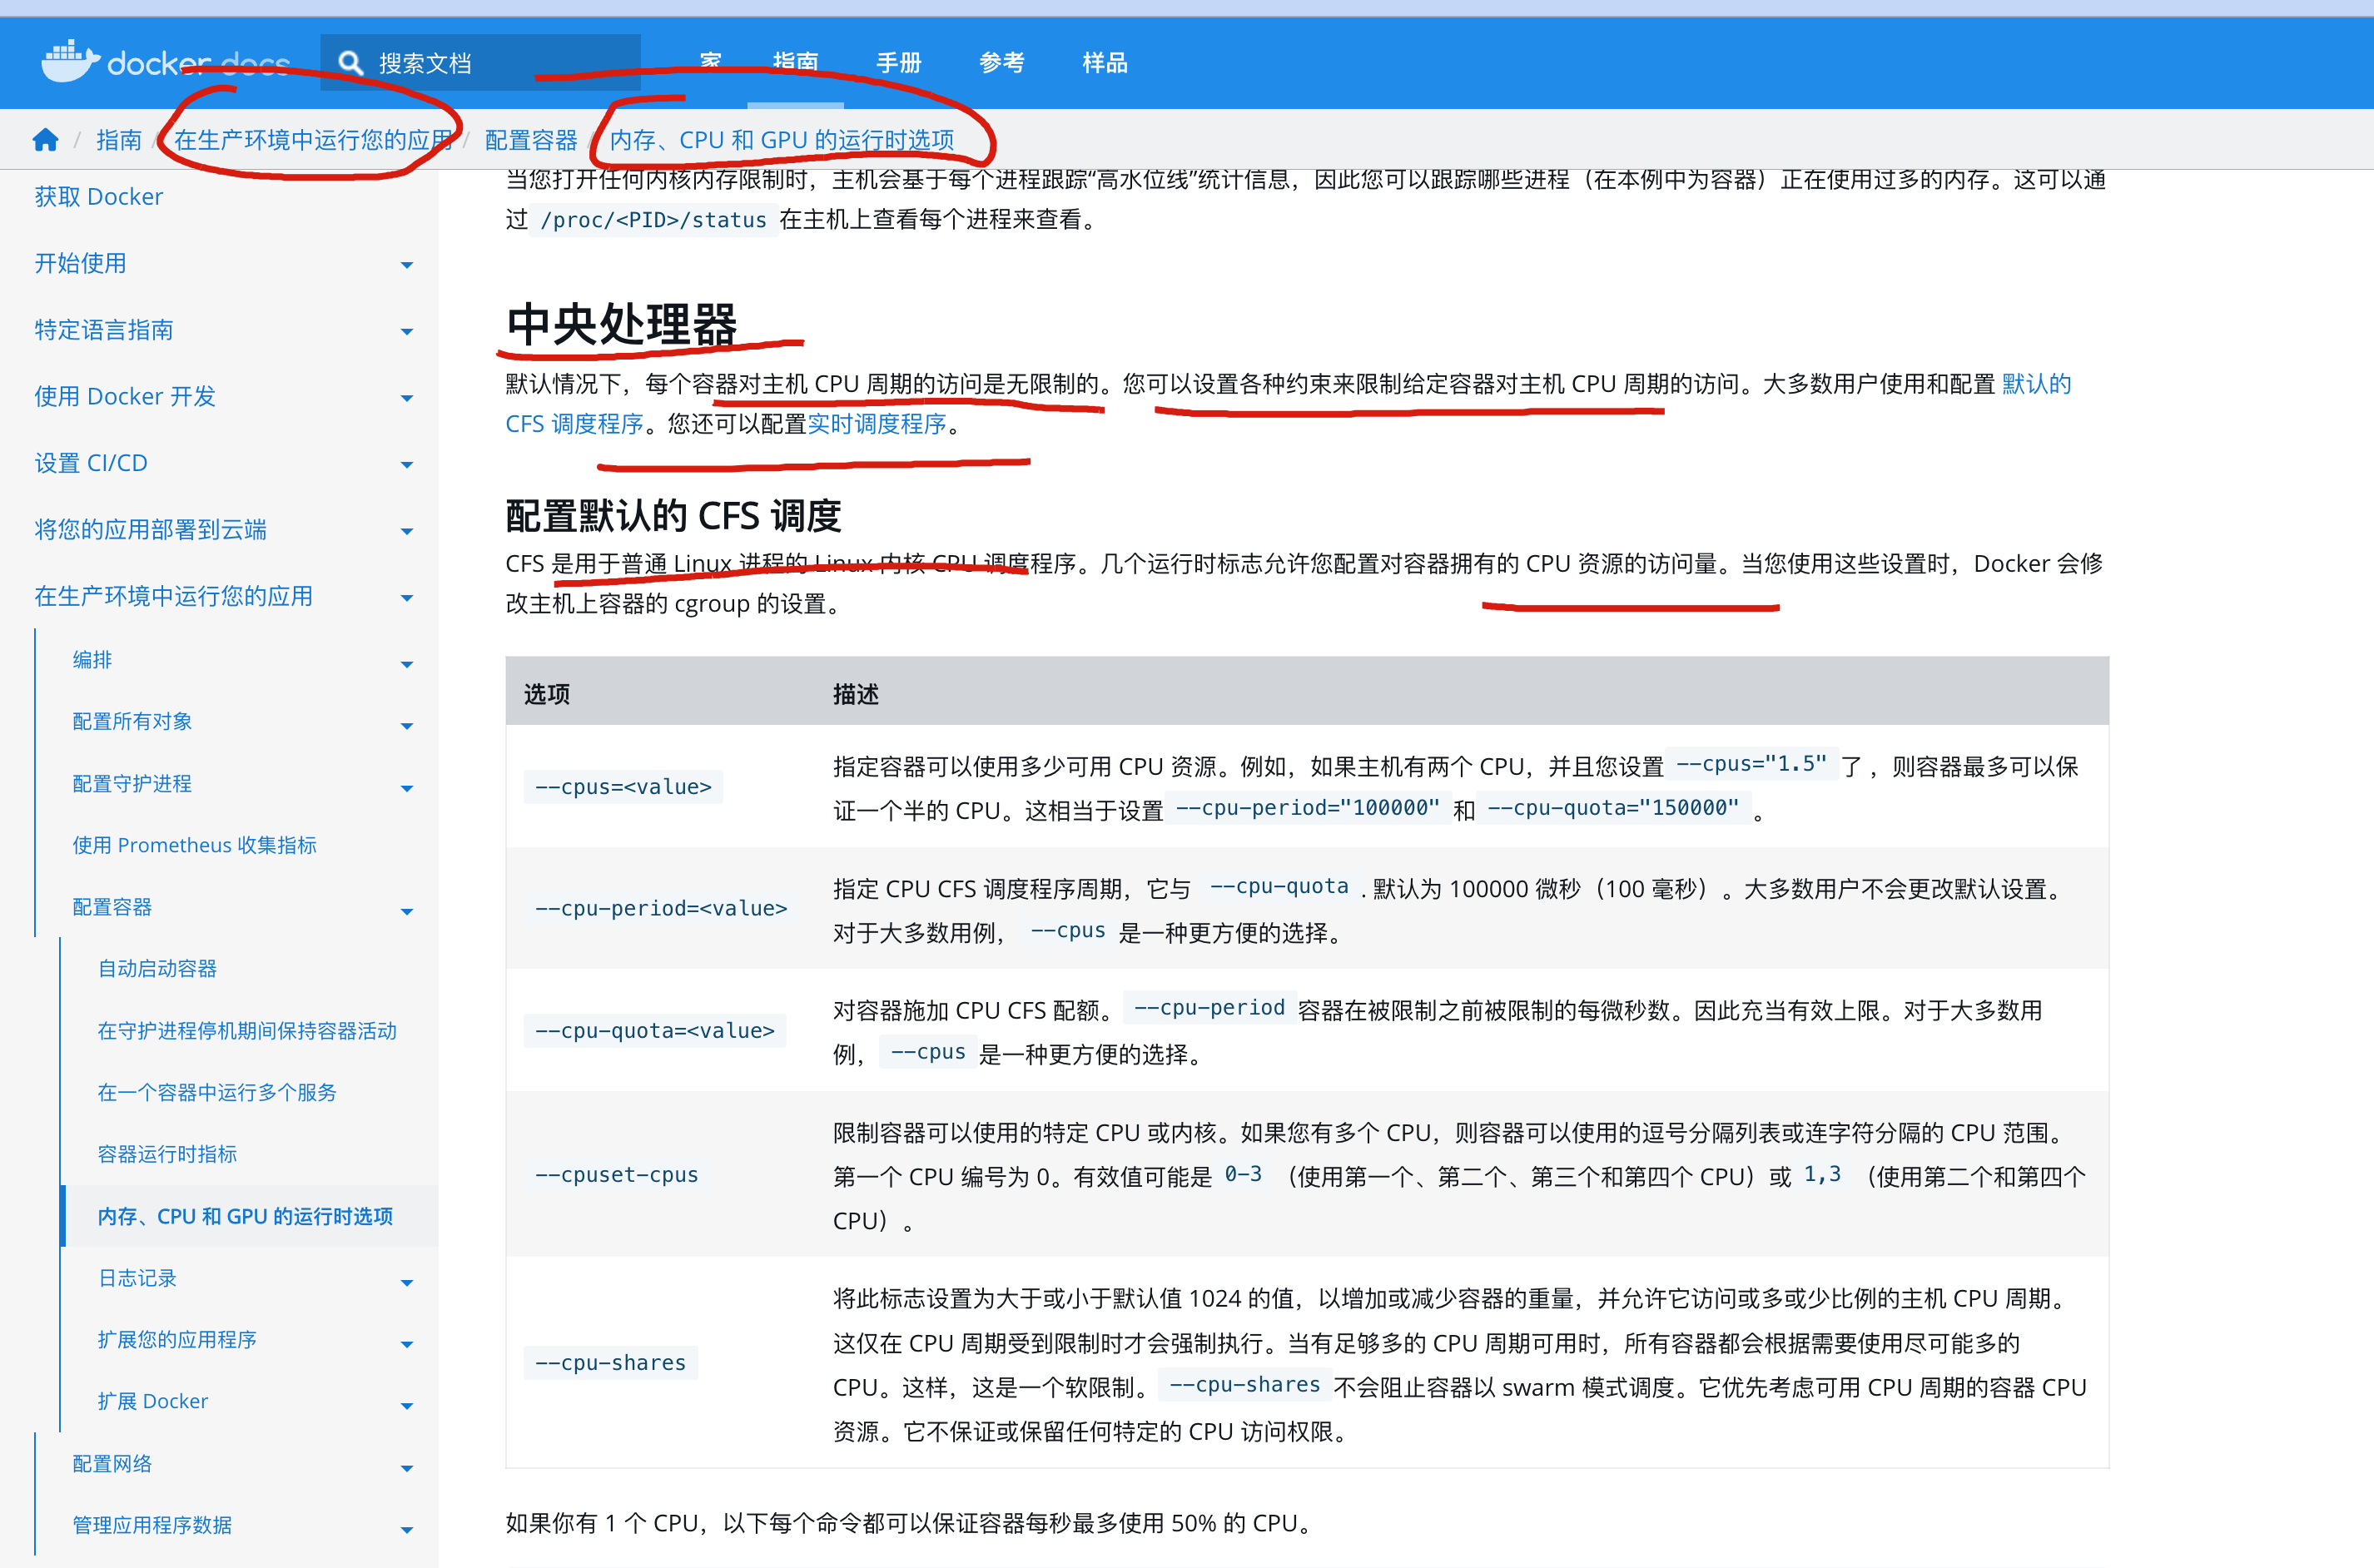 docker docs
搜索文档
家 指南 手册 参考 样品
/ 指南 / 在生产环境中运行您的应用 / 配置容器 / 内存、CPU 和 GPU 的运行时选项
获取 Docker
开始使用
特定语言指南
使用 Docker 开发
设置 CI/CD
将您的应用部署到云端
在生产环境中运行您的应用
编排
配置所有对象
配置守护进程
使用 Prometheus 收集指标
配置容器
自动启动容器
在守护进程停机期间保持容器活动
在一个容器中运行多个服务
容器运行时指标
内存、CPU 和 GPU 的运行时选项
日志记录
扩展您的应用程序
扩展 Docker
配置网络
管理应用程序数据
当您打开任何内核内存限制时，主机会基于每个进程跟踪“高水位线”统计信息，因此您可以跟踪哪些进程（在本例中为容器）正在使用过多的内存。这可以通
过 /proc/<PID>/status 在主机上查看每个进程来查看。
中央处理器
默认情况下，每个容器对主机 CPU 周期的访问是无限制的。您可以设置各种约束来限制给定容器对主机 CPU 周期的访问。大多数用户使用和配置 默认的
CFS 调度程序。您还可以配置实时调度程序。
配置默认的 CFS 调度
CFS 是用于普通 Linux 进程的 Linux 内核 CPU 调度程序。几个运行时标志允许您配置对容器拥有的 CPU 资源的访问量。当您使用这些设置时，Docker 会修
改主机上容器的 cgroup 的设置。
选项 描述
--cpus=<value>
指定容器可以使用多少可用 CPU 资源。例如，如果主机有两个 CPU，并且您设置 --cpus="1.5" 了 ，则容器最多可以保
证一个半的 CPU。这相当于设置 --cpu-period="100000" 和 --cpu-quota="150000" 。
--cpu-period=<value>
指定 CPU CFS 调度程序周期，它与 --cpu-quota . 默认为 100000 微秒（100 毫秒）。大多数用户不会更改默认设置。
对于大多数用例， --cpus 是一种更方便的选择。
--cpu-quota=<value>
对容器施加 CPU CFS 配额。 --cpu-period 容器在被限制之前被限制的每微秒数。因此充当有效上限。对于大多数用
例， --cpus 是一种更方便的选择。
--cpuset-cpus
限制容器可以使用的特定 CPU 或内核。如果您有多个 CPU，则容器可以使用的逗号分隔列表或连字符分隔的 CPU 范围。
第一个 CPU 编号为 0。有效值可能是 0-3 （使用第一个、第二个、第三个和第四个 CPU）或 1,3 （使用第二个和第四个
CPU）。
--cpu-shares
将此标志设置为大于或小于默认值 1024 的值，以增加或减少容器的重量，并允许它访问或多或少比例的主机 CPU 周期。
这仅在 CPU 周期受到限制时才会强制执行。当有足够多的 CPU 周期可用时，所有容器都会根据需要使用尽可能多的
CPU。这样，这是一个软限制。 --cpu-shares 不会阻止容器以 swarm 模式调度。它优先考虑可用 CPU 周期的容器 CPU
资源。它不保证或保留任何特定的 CPU 访问权限。
如果你有 1 个 CPU，以下每个命令都可以保证容器每秒最多使用 50% 的 CPU。